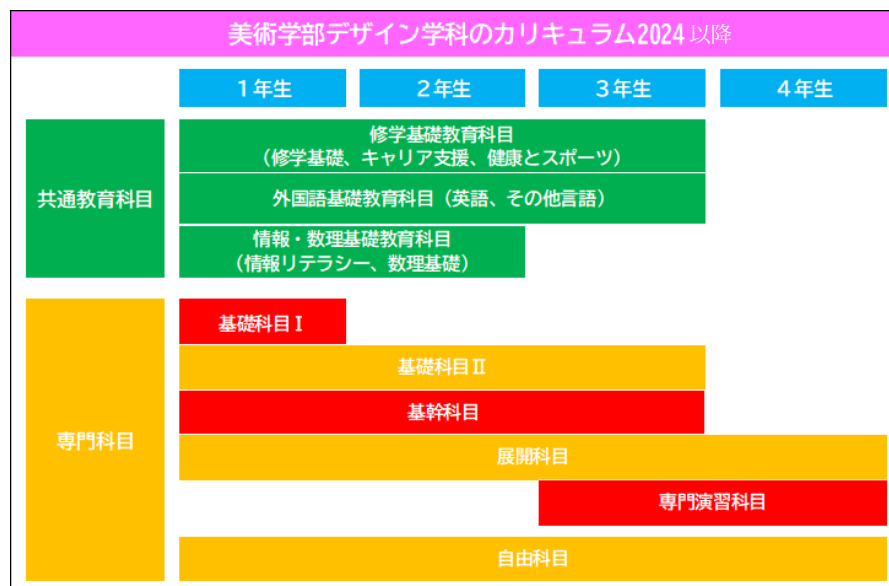 美術学部デザイン学科のカリキュラム2024以降
1年生
2年生
3年生
4年生
共通教育科目
修学基礎教育科目
（修学基礎、キャリア支援、健康とスポーツ）
外国語基礎教育科目（英語、その他言語）
情報・数理基礎教育科目
（情報リテラシー、数理基礎）
専門科目
基礎科目Ⅰ
基礎科目Ⅱ
基幹科目
展開科目
専門演習科目
自由科目